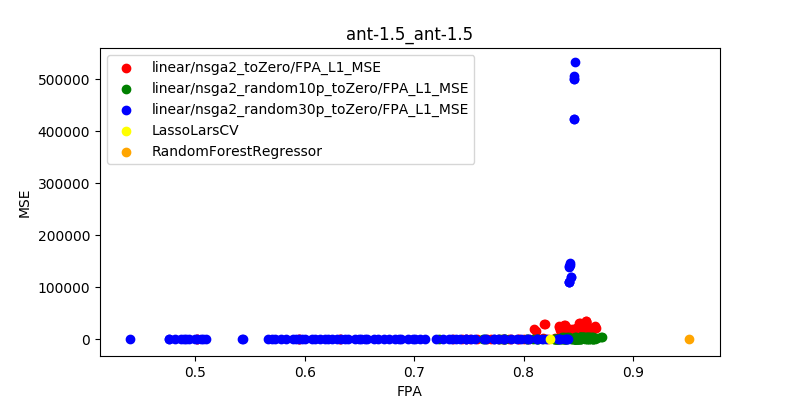 ant-1.5_ant-1.5
linear/nsga2_toZero/FPA_L1_MSE
linear/nsga2_random10p_toZero/FPA_L1_MSE
linear/nsga2_random30p_toZero/FPA_L1_MSE
LassoLarsCV
RandomForestRegressor
MSE
500000
400000
300000
200000
100000
0
0.5 0.6 0.7 0.8 0.9
FPA